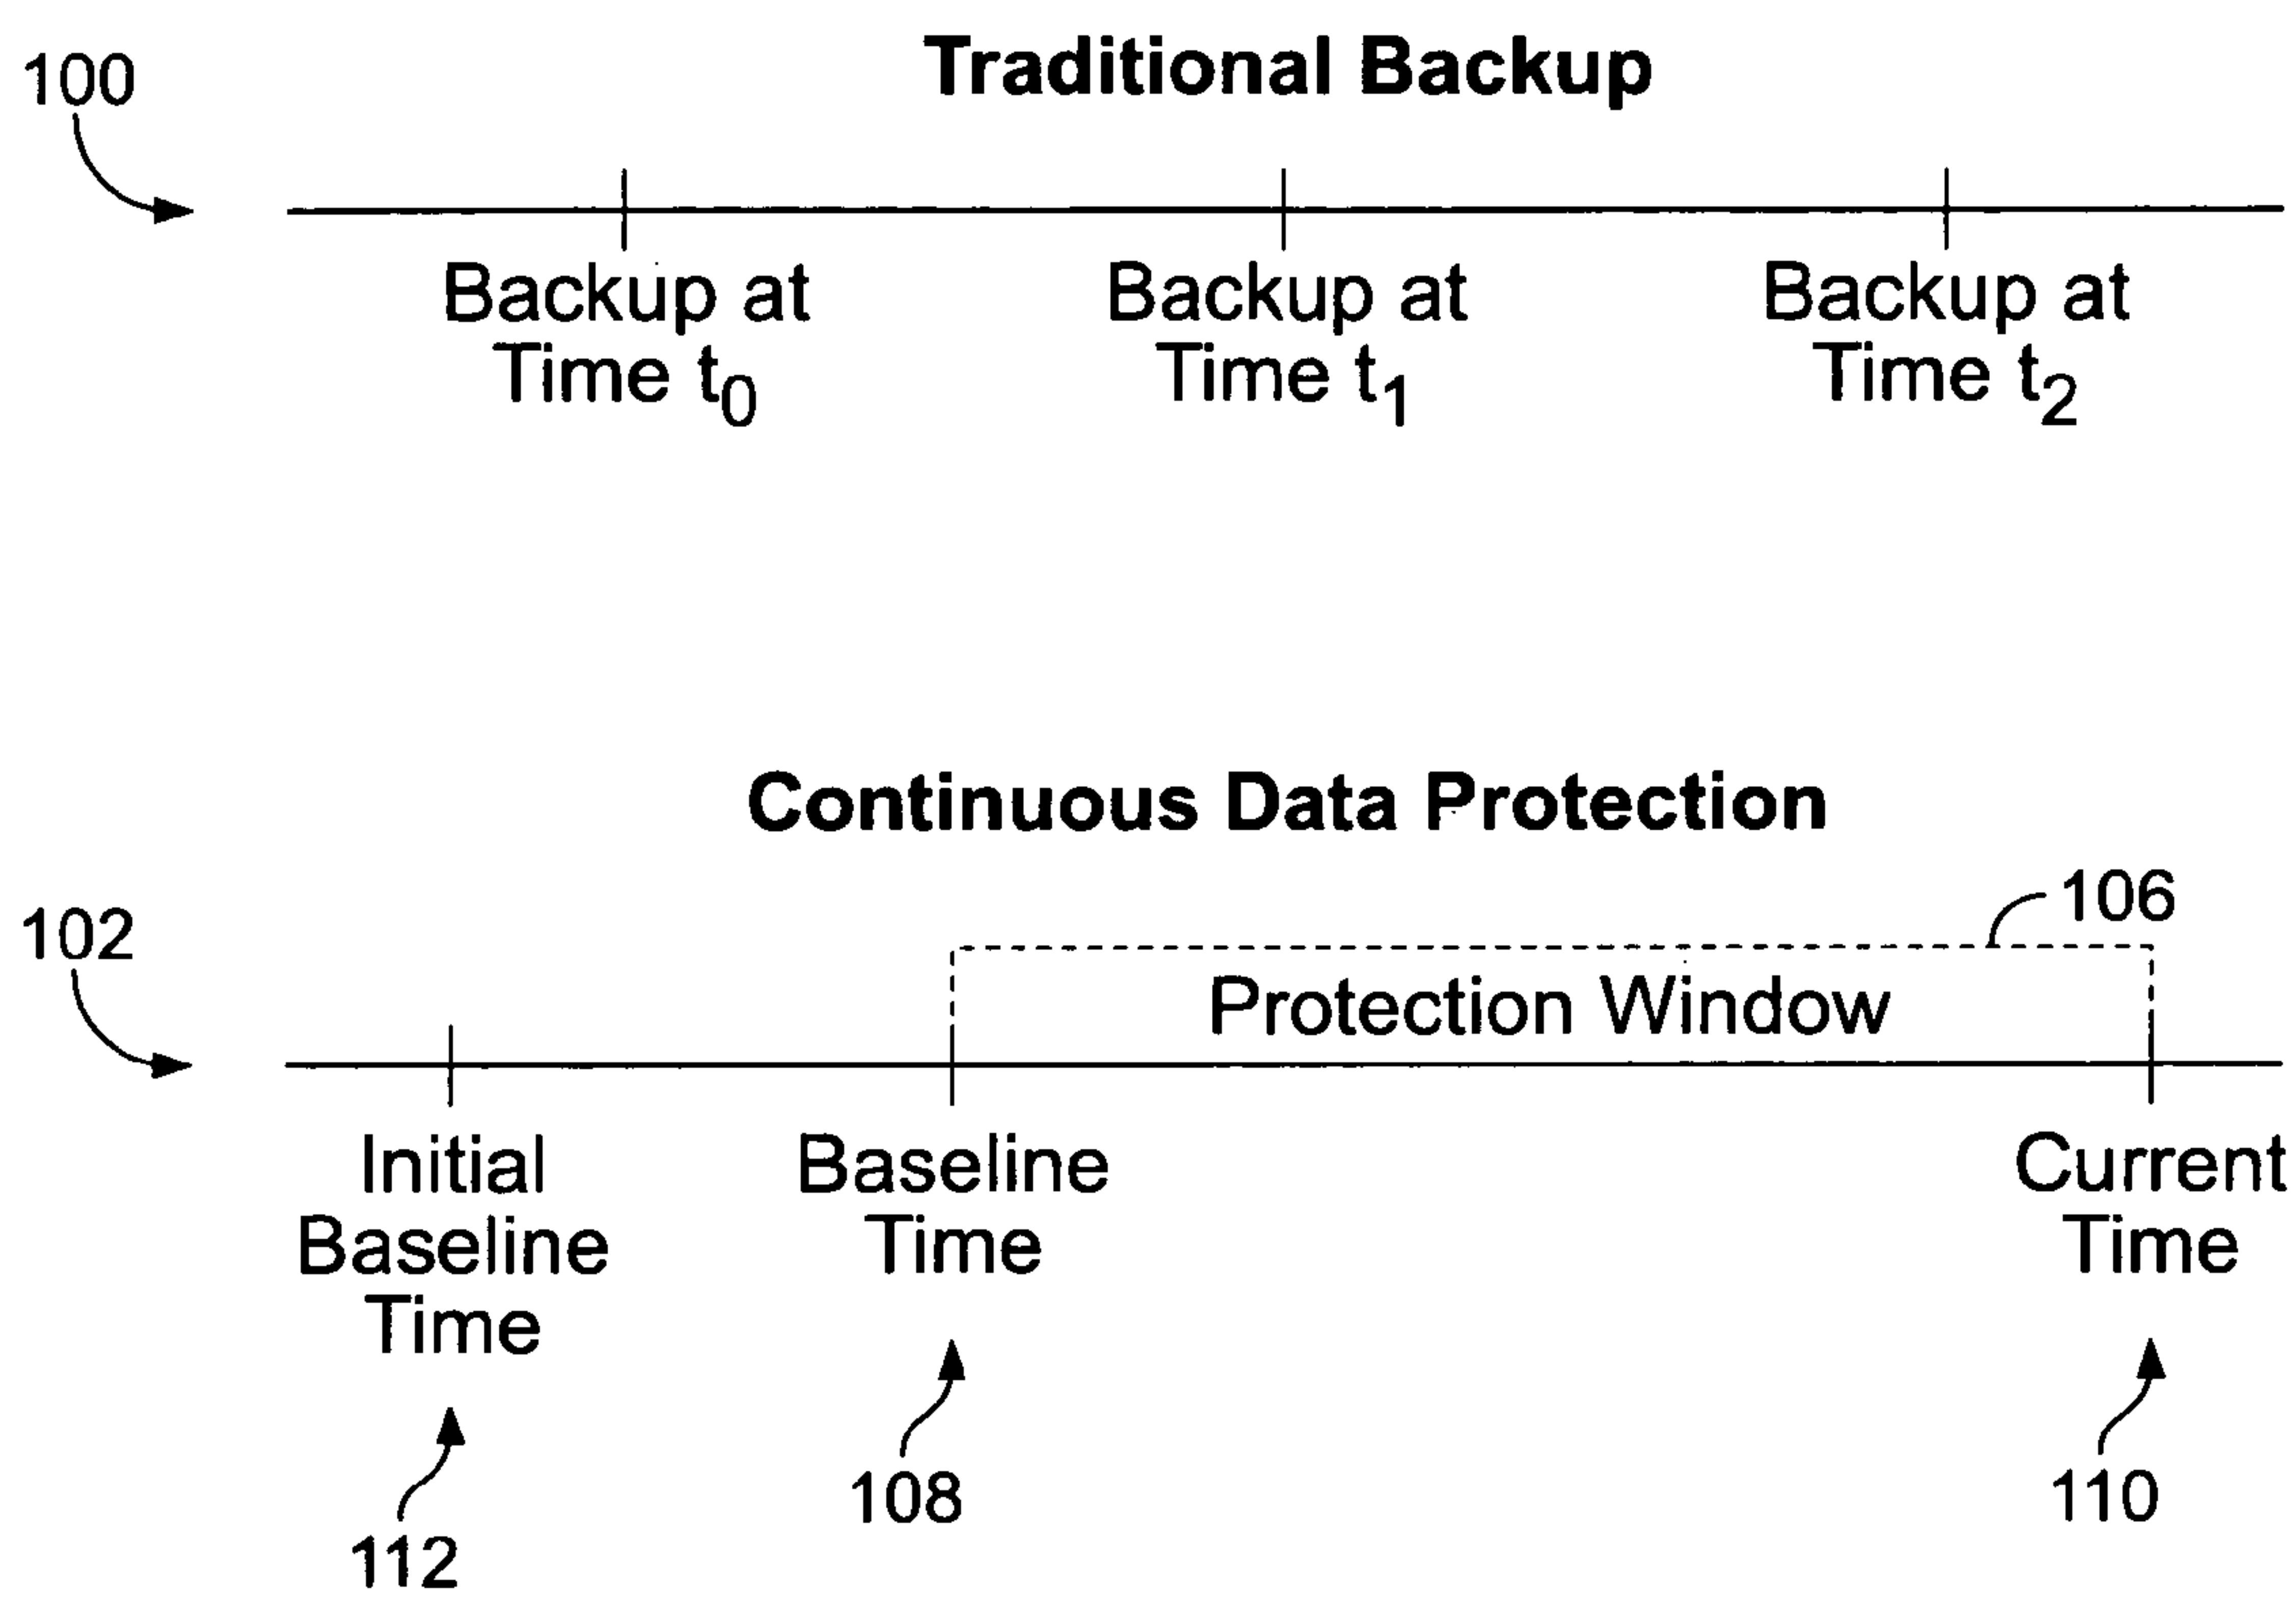 Traditional Backup
100
Backup at
Time t0
Backup at
Time t1
Backup at
Time t2
Continuous Data Protection
106
102
Protection Window
Initial
Baseline
Time
Baseline
Time
Current
Time
108
110
112